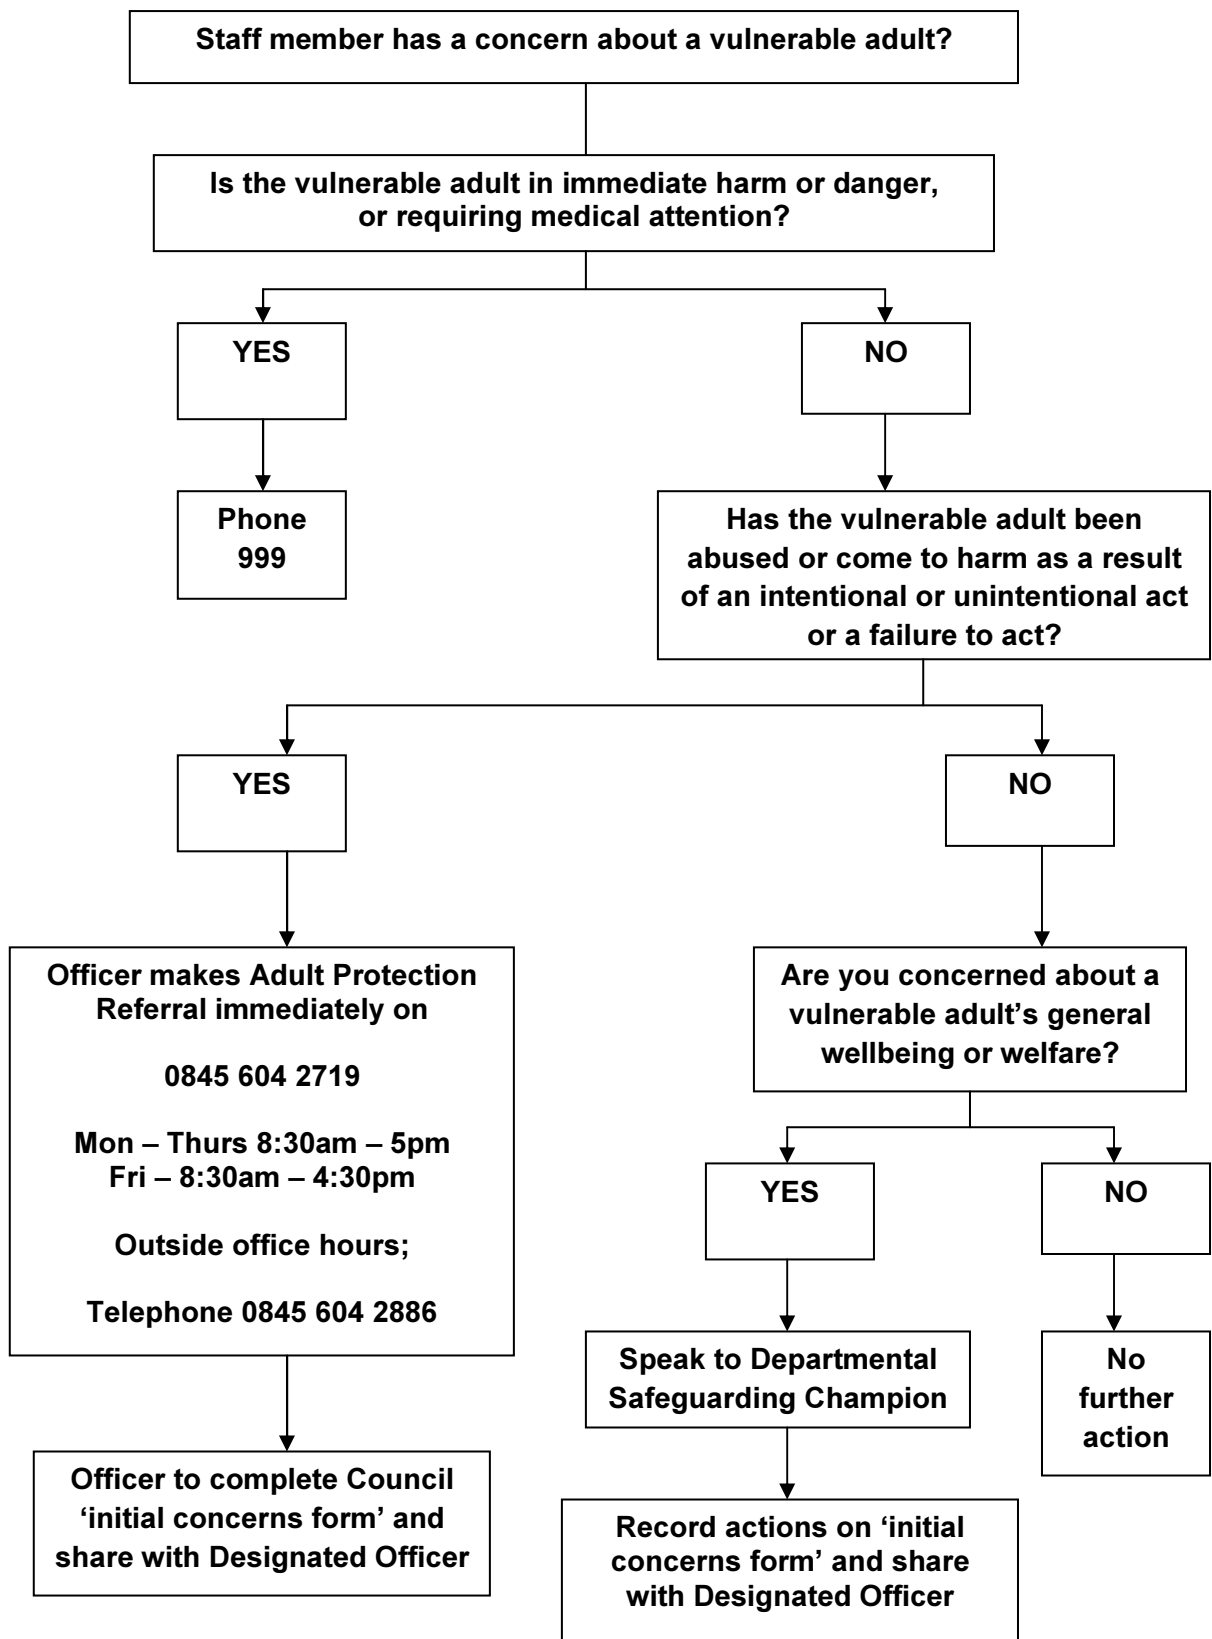 Staff member has a concern about a vulnerable adult?
Is the vulnerable adult in immediate harm or danger,
or requiring medical attention?
YES
NO
Phone
999
Has the vulnerable adult been
abused or come to harm as a result
of an intentional or unintentional act
or a failure to act?
YES
NO
Officer makes Adult Protection
Referral immediately on
0845 604 2719
Mon – Thurs 8:30am – 5pm
Fri – 8:30am – 4:30pm
Outside office hours;
Telephone 0845 604 2886
Are you concerned about a
vulnerable adult’s general
wellbeing or welfare?
YES
NO
Speak to Departmental
Safeguarding Champion
No
further
action
Officer to complete Council
‘initial concerns form’ and
share with Designated Officer
Record actions on ‘initial
concerns form’ and share
with Designated Officer